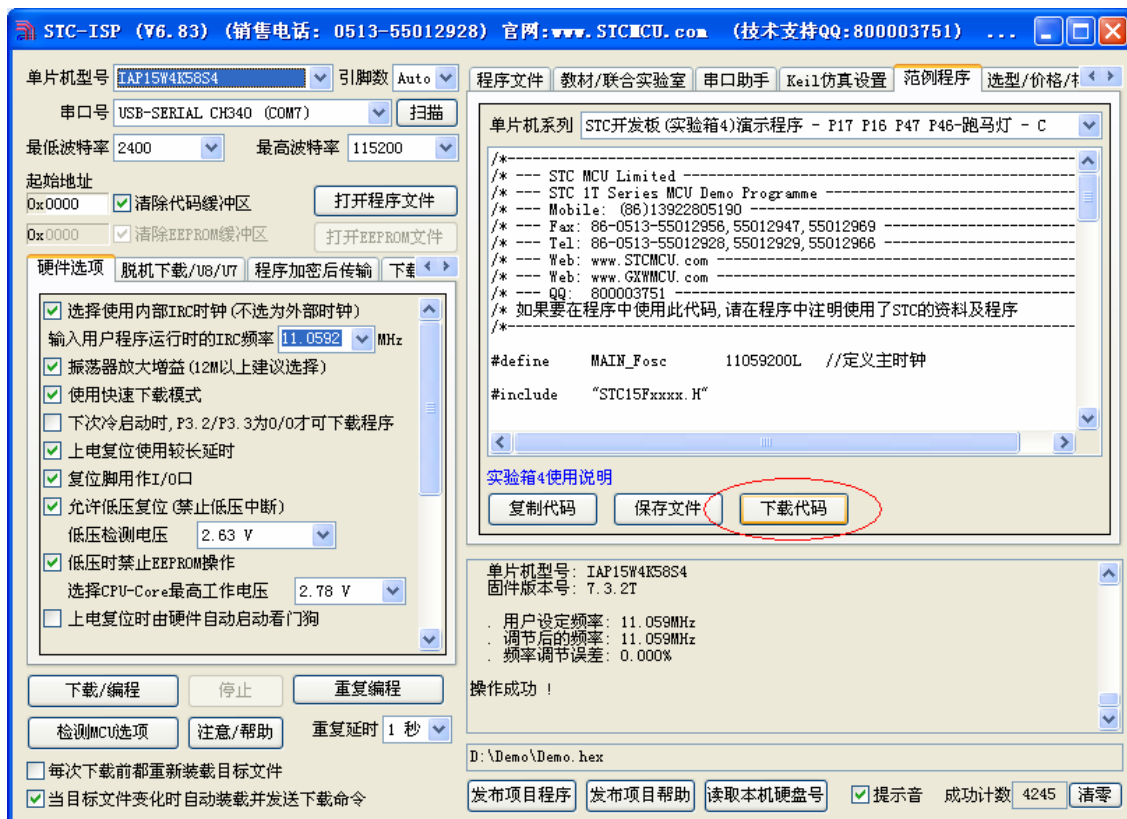 STC-ISP (V6.83) (销售电话: 0513-55012928) 官网:www.STCMCU.com (技术支持QQ:800003751) ...
单片机型号 IAP15W4K58S4 引脚数 Auto
串口号 USB-SERIAL CH340 (COM7) 扫描
最低波特率 2400 最高波特率 115200
起始地址
0x0000 清除代码缓冲区 打开程序文件
0x0000 清除EEPROM缓冲区 打开EEPROM文件
硬件选项 脱机下载/U8/U7 程序加密后传输
选择使用内部IRC时钟(不选为外部时钟)
输入用户程序运行时的IRC频率 11.0592 MHz
振荡器放大增益(12M以上建议选择)
使用快速下载模式
下次冷启动时,P3.2/P3.3为0/0才可下载程序
上电复位使用较长延时
复位脚用作I/O口
允许低压复位(禁止低压中断)
低压检测电压 2.63 V
低压时禁止EEPROM操作
选择CPU-Core最高工作电压 2.78 V
上电复位时由硬件自动启动看门狗
下载/编程 停止 重复编程
检测MCU选项 注意/帮助 重复延时 1 秒
每次下载前都重新装载目标文件
当目标文件变化时自动装载并发送下载命令
程序文件 教材/联合实验室 串口助手 Keil仿真设置 范例程序 选型/价格/
单片机系列 STC开发板(实验箱4)演示程序 - P17 P16 P47 P46-跑马灯 - C
/*---------------------------------------------------------------------
/* --- STC MCU Limited ------------------------------------------------
/* --- STC 1T Series MCU Demo Programme -------------------------------
/* --- Mobile: (86)13922805190 ----------------------------------------
/* --- Fax: 86-0513-55012956,55012947,55012969 ------------------------
/* --- Tel: 86-0513-55012928,55012929,55012966 ------------------------
/* --- Web: www.STCMCU.com --------------------------------------------
/* --- Web: www.GXWMCU.com --------------------------------------------
/* --- QQ: 800003751 --------------------------------------------------
/* 如果要在程序中使用此代码,请在程序中注明使用了STC的资料及程序
/*---------------------------------------------------------------------
#define MAIN_Fosc 11059200L //定义主时钟
#include "STC15Fxxxx.H"
实验箱4使用说明
复制代码 保存文件 下载代码
单片机型号: IAP15W4K58S4
固件版本号: 7.3.2T
. 用户设定频率: 11.059MHz
. 调节后的频率: 11.059MHz
. 频率调节误差: 0.000%
操作成功 !
D:\Demo\Demo.hex
发布项目程序 发布项目帮助 读取本机硬盘号 提示音 成功计数 4245 清零